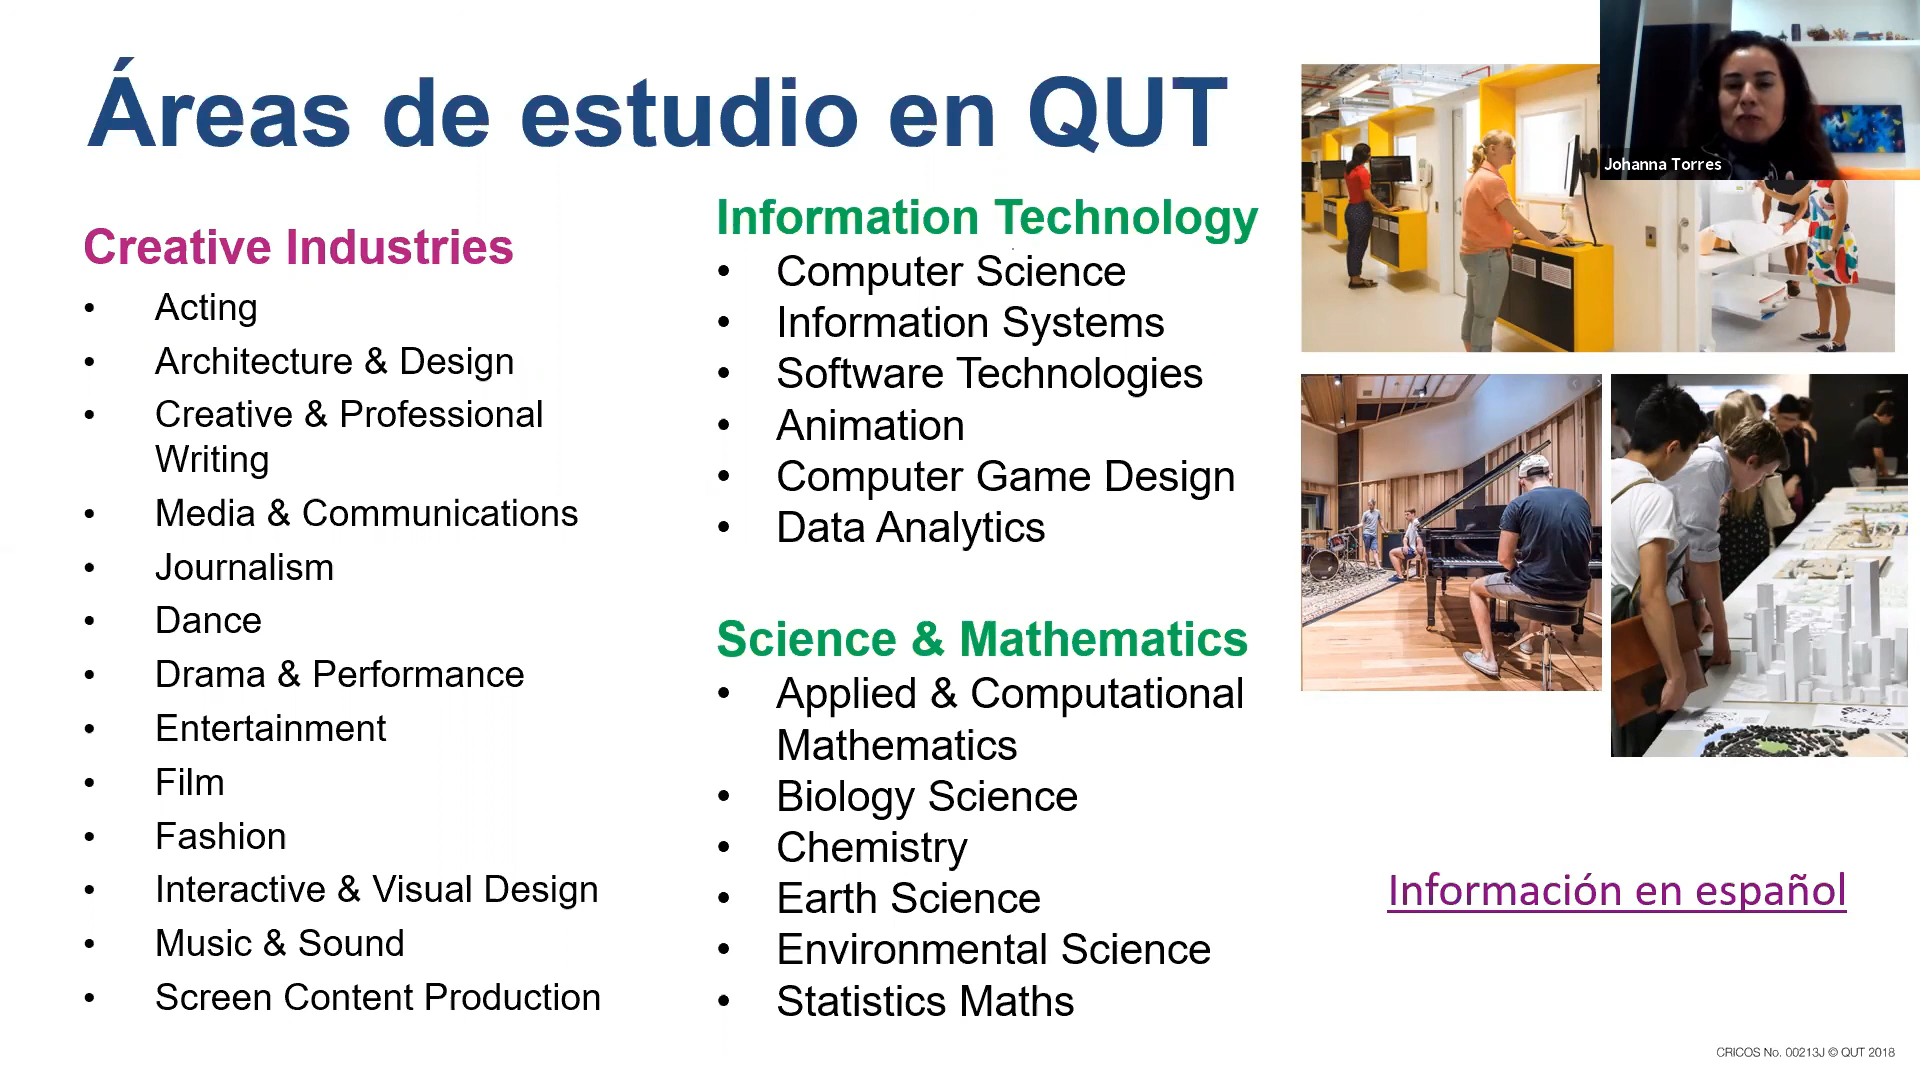 Áreas de estudio en QUT
Johanna Torres
Creative Industries
• Acting
• Architecture & Design
• Creative & Professional
Writing
• Media & Communications
• Journalism
• Dance
• Drama & Performance
• Entertainment
• Film
• Fashion
• Interactive & Visual Design
• Music & Sound
• Screen Content Production
Information Technology
• Computer Science
• Information Systems
• Software Technologies
• Animation
• Computer Game Design
• Data Analytics
Science & Mathematics
• Applied & Computational
Mathematics
• Biology Science
• Chemistry
• Earth Science
• Environmental Science
• Statistics Maths
Información en español
CRICOS No. 00213J © QUT 2018